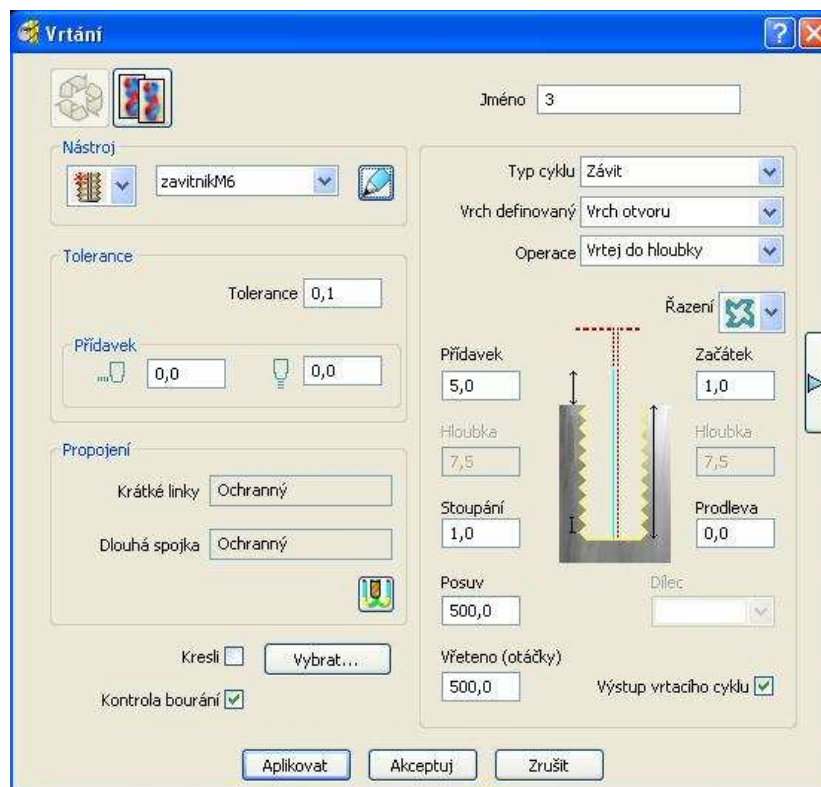 Vrtání
Jméno 3
Nástroj
zavitnikM6
Typ cyklu Závit
Vrch definovaný Vrch otvoru
Operace Vrtej do hloubky
Tolerance
Tolerance 0,1
Řazení
Přídavek
0,0 0,0
Přídavek Začátek
5,0 1,0
Hloubka Hloubka
7,5 7,5
Propojení
Krátké linky Ochranný
Dlouhá spojka Ochranný
Stoupání Prodleva
1,0 0,0
Posuv Dílec
500,0
Kresli Vybrat...
Kontrola bourání
Vřeteno (otáčky)
500,0 Výstup vrtacího cyklu
Aplikovat Akceptuj Zrušit